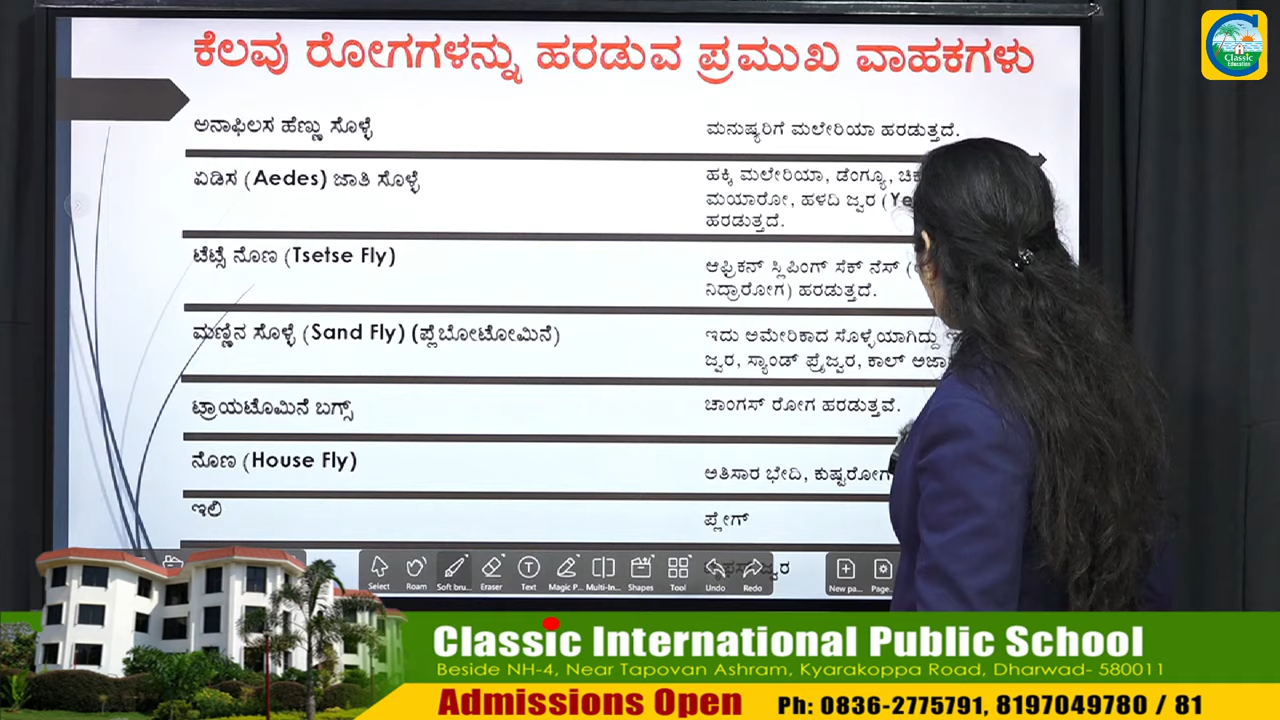 ಕೆಲವು ರೋಗಗಳನ್ನು ಹರಡುವ ಪ್ರಮುಖ ವಾಹಕಗಳು
Classic
Education
ಅನಾಫಿಲಸ ಹೆಣ್ಣು ಸೊಳ್ಳೆ
ಮನುಷ್ಯರಿಗೆ ಮಲೇರಿಯಾ ಹರಡುತ್ತದೆ.
ಏಡಿಸ (Aedes) ಜಾತಿ ಸೊಳ್ಳೆ
ಹಕ್ಕಿ ಮಲೇರಿಯಾ, ಡೆಂಗ್ಯೂ,
ಮಯಾರೋ, ಹಳದಿ ಜ್ವರ
ಹರಡುತ್ತದೆ.
ಟೆಟ್ಸೆ ನೊಣ (Tsetse Fly)
ಆಫ್ರಿಕನ್ ಸ್ಲಿಪಿಂಗ್ ಸೆಕ್ ನೆಸ್
ನಿದ್ರಾರೋಗ) ಹರಡುತ್ತದೆ.
ಮಣ್ಣಿನ ಸೊಳ್ಳೆ (Sand Fly) (ಪ್ಲೆಬೋಟೋಮಿನೆ)
ಇದು ಅಮೇರಿಕಾದ ಸೊಳ್ಳೆಯಾಗಿದ್ದು
ಜ್ವರ, ಸ್ಯಾಂಡ್ ಫ್ಲೈಜ್ವರ, ಕಾಲ್
ಟ್ರಾಯಟೊಮಿನೆ ಬಗ್ಸ್
ಚಾಂಗಸ್ ರೋಗ ಹರಡುತ್ತವೆ.
ನೊಣ (House Fly)
ಅತಿಸಾರ ಭೇದಿ, ಕುಷ್ಟರೋಗ
ಇಲಿ
ಪ್ಲೇಗ್
Select Roam Soft bru... Eraser Text Magic P... Multi-In... Shapes Tool Undo Redo New pa... Page...
Classic International Public School
Beside NH-4, Near Tapovan Ashram, Kyarakoppa Road, Dharwad- 580011
Admissions Open Ph: 0836-2775791, 8197049780 / 81